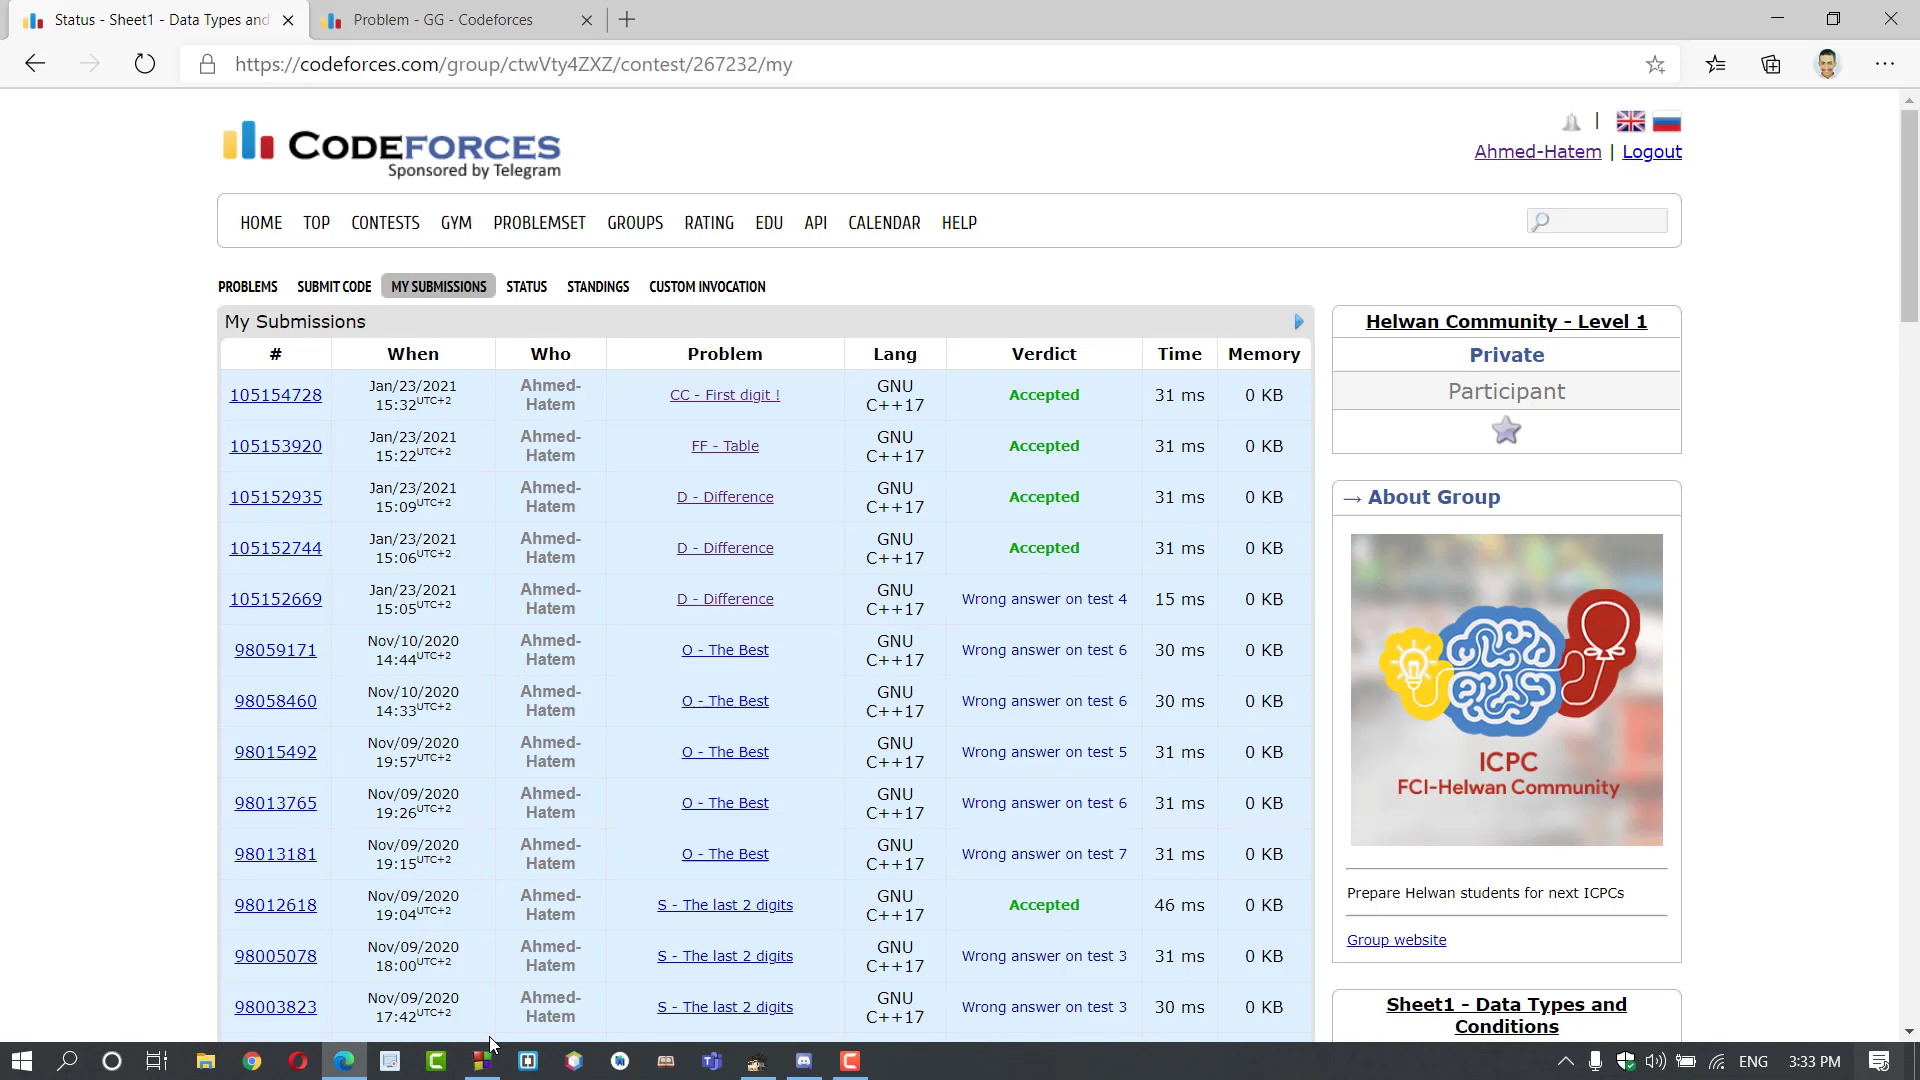 Status - Sheet1 - Data Types and
Problem - GG - Codeforces
https://codeforces.com/group/ctwVty4ZXZ/contest/267232/my
CODEFORCES
Sponsored by Telegram
|
Ahmed-Hatem | Logout
HOME TOP CONTESTS GYM PROBLEMSET GROUPS RATING EDU API CALENDAR HELP
PROBLEMS SUBMIT CODE MY SUBMISSIONS STATUS STANDINGS CUSTOM INVOCATION
My Submissions
# When Who Problem Lang Verdict Time Memory
105154728 Jan/23/2021 15:32UTC+2 Ahmed-Hatem CC - First digit ! GNU C++17 Accepted 31 ms 0 KB
105153920 Jan/23/2021 15:22UTC+2 Ahmed-Hatem FF - Table GNU C++17 Accepted 31 ms 0 KB
105152935 Jan/23/2021 15:09UTC+2 Ahmed-Hatem D - Difference GNU C++17 Accepted 31 ms 0 KB
105152744 Jan/23/2021 15:06UTC+2 Ahmed-Hatem D - Difference GNU C++17 Accepted 31 ms 0 KB
105152669 Jan/23/2021 15:05UTC+2 Ahmed-Hatem D - Difference GNU C++17 Wrong answer on test 4 15 ms 0 KB
98059171 Nov/10/2020 14:44UTC+2 Ahmed-Hatem O - The Best GNU C++17 Wrong answer on test 6 30 ms 0 KB
98058460 Nov/10/2020 14:33UTC+2 Ahmed-Hatem O - The Best GNU C++17 Wrong answer on test 6 30 ms 0 KB
98015492 Nov/09/2020 19:57UTC+2 Ahmed-Hatem O - The Best GNU C++17 Wrong answer on test 5 31 ms 0 KB
98013765 Nov/09/2020 19:26UTC+2 Ahmed-Hatem O - The Best GNU C++17 Wrong answer on test 6 31 ms 0 KB
98013181 Nov/09/2020 19:15UTC+2 Ahmed-Hatem O - The Best GNU C++17 Wrong answer on test 7 31 ms 0 KB
98012618 Nov/09/2020 19:04UTC+2 Ahmed-Hatem S - The last 2 digits GNU C++17 Accepted 46 ms 0 KB
98005078 Nov/09/2020 18:00UTC+2 Ahmed-Hatem S - The last 2 digits GNU C++17 Wrong answer on test 3 31 ms 0 KB
98003823 Nov/09/2020 17:42UTC+2 Ahmed-Hatem S - The last 2 digits GNU C++17 Wrong answer on test 3 30 ms 0 KB
Helwan Community - Level 1
Private
Participant
→ About Group
ICPC
FCI-Helwan Community
Prepare Helwan students for next ICPCs
Group website
Sheet1 - Data Types and
Conditions
ENG 3:33 PM